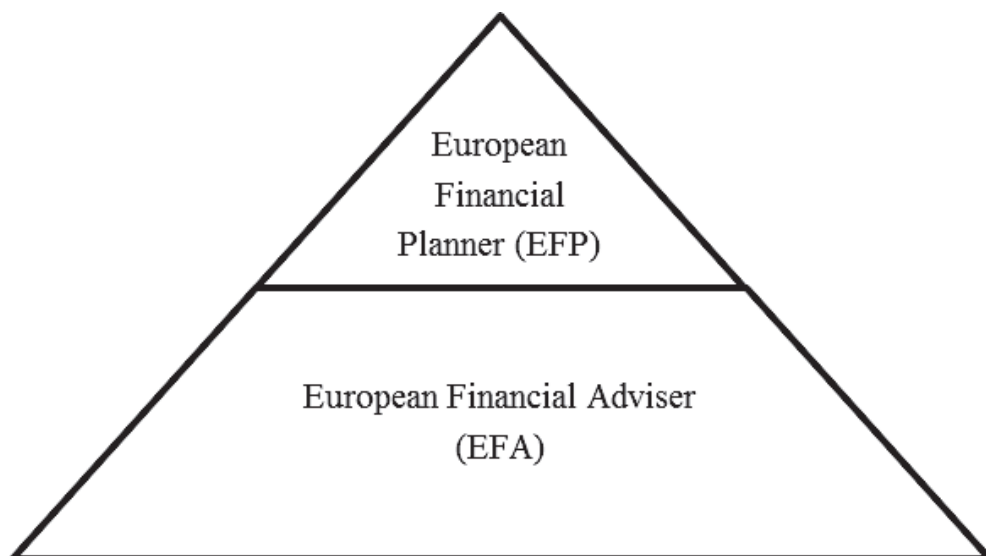 European
Financial
Planner (EFP)
European Financial Adviser
(EFA)